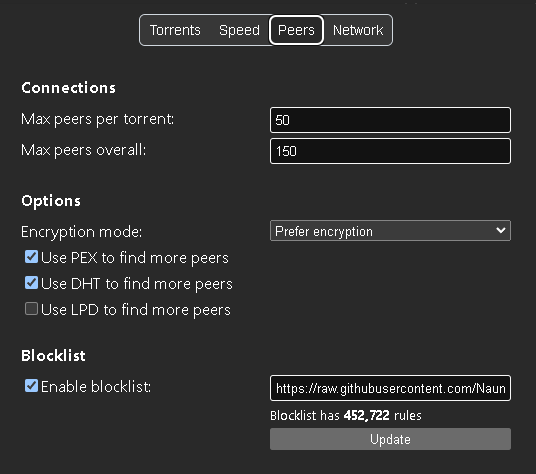 Torrents Speed Peers Network
Connections
Max peers per torrent: 50
Max peers overall: 150
Options
Encryption mode: Prefer encryption
Use PEX to find more peers
Use DHT to find more peers
Use LPD to find more peers
Blocklist
Enable blocklist: https://raw.githubusercontent.com/Naun
Blocklist has 452,722 rules
Update